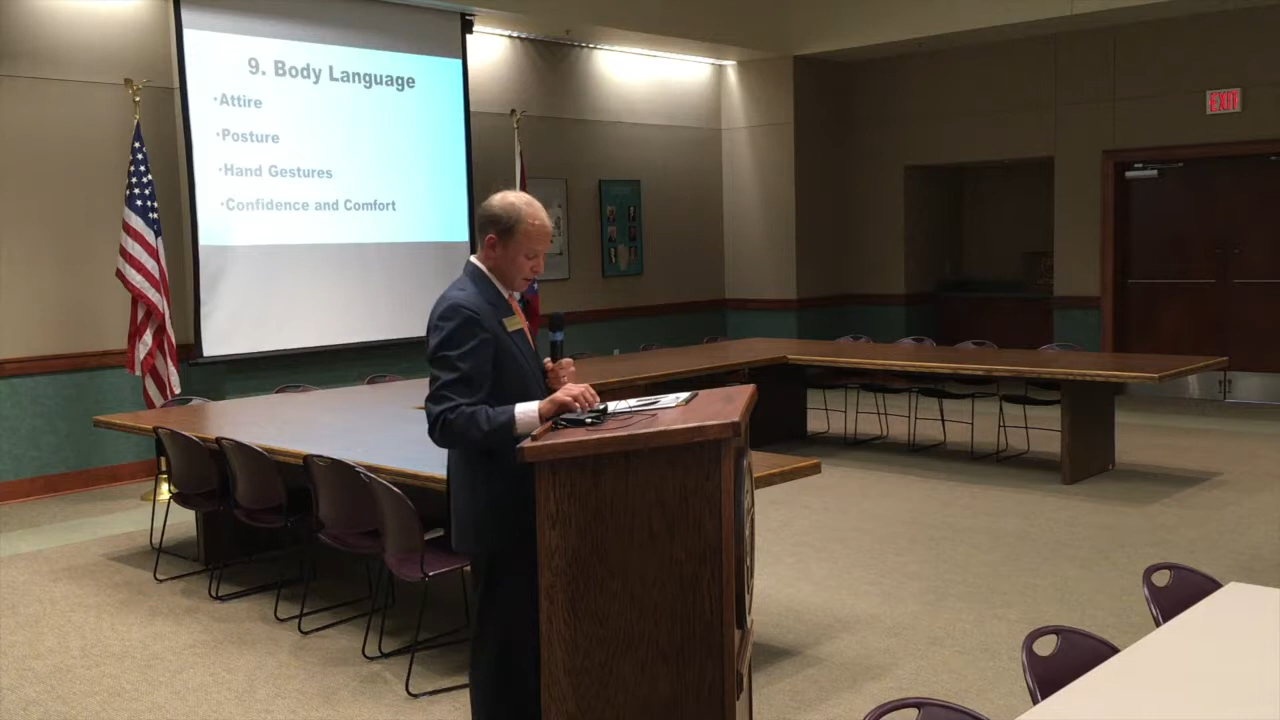 9. Body Language
·Attire
·Posture
·Hand Gestures
·Confidence and Comfort
EXIT